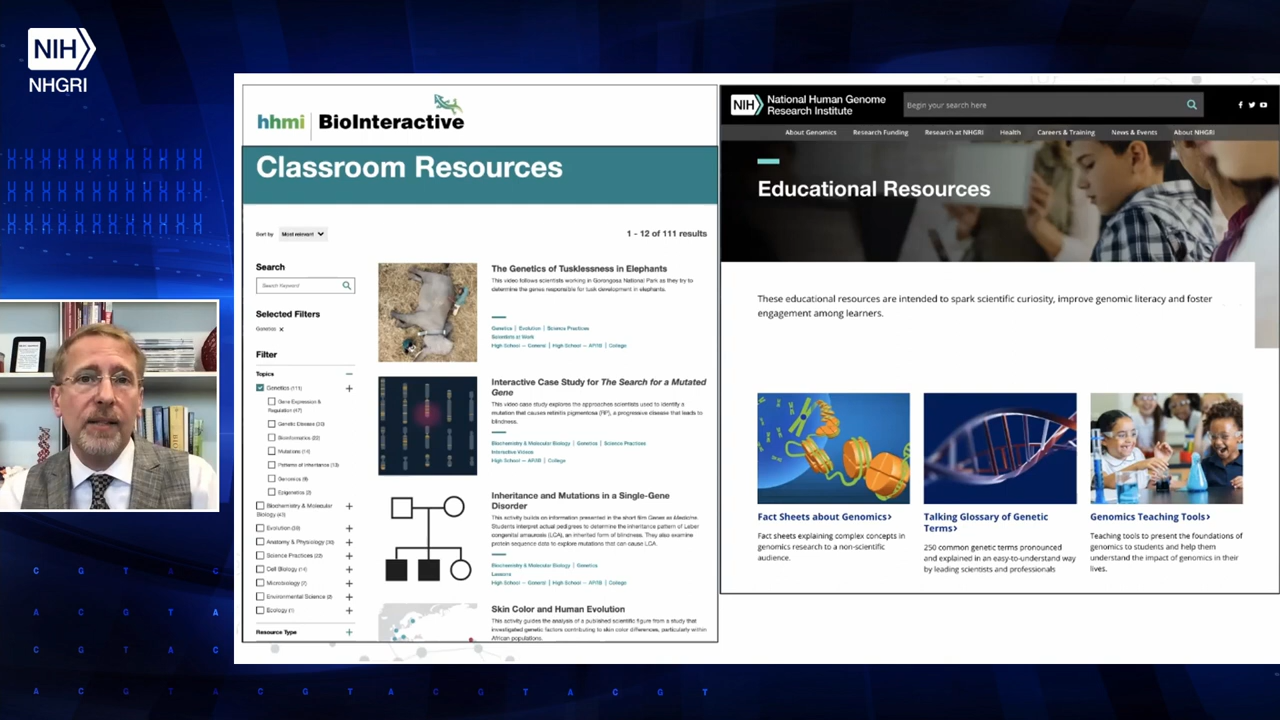 NIH
NHGRI
hhmi BioInteractive
Classroom Resources
Sort by Most relevant
1 - 12 of 111 results
Search
Search Keyword
Selected Filters
Genetics x
Filter
Topics
Genetics (111)
Gene Expression &
Regulation (47)
Genetic Disease (33)
Bioinformatics (22)
Mutations (14)
Patterns of Inheritance (13)
Genomics (8)
Epigenetics (2)
Biochemistry & Molecular
Biology (41)
Evolution (39)
Anatomy & Physiology (30)
Science Practices (22)
Cell Biology (14)
Microbiology (7)
Environmental Science (2)
Ecology (1)
Resource Type
The Genetics of Tusklessness in Elephants
This video follows scientists working in Gorongosa National Park as they try to
determine the genes responsible for tusk development in elephants.
Genetics | Evolution | Science Practices
Scientists at Work
High School — General | High School — AP/IB | College
Interactive Case Study for The Search for a Mutated
Gene
This video case study explores the approaches scientists used to identify a
mutation that causes retinitis pigmentosa (RP), a progressive disease that leads to
blindness.
Biochemistry & Molecular Biology | Genetics | Science Practices
Interactive Videos
High School — AP/IB | College
Inheritance and Mutations in a Single-Gene
Disorder
This activity builds on information presented in the short film Genes as Medicine.
Students interpret actual pedigrees to determine the inheritance pattern of Leber
congenital amaurosis (LCA), an inherited form of blindness. They also examine
protein sequence data to explore mutations that can cause LCA.
Biochemistry & Molecular Biology | Genetics
Lessons
High School — General | High School — AP/IB | College
Skin Color and Human Evolution
This activity guides the analysis of a published scientific figure from a study that
investigated genetic factors contributing to skin color differences, particularly within
African populations.
NIH National Human Genome
Research Institute
Begin your search here
About Genomics Research Funding Research at NHGRI Health Careers & Training News & Events About NHGRI
Educational Resources
These educational resources are intended to spark scientific curiosity, improve genomic literacy and foster
engagement among learners.
Fact Sheets about Genomics›
Fact sheets explaining complex concepts in
genomics research to a non-scientific
audience.
Talking Glossary of Genetic
Terms›
250 common genetic terms pronounced
and explained in an easy-to-understand way
by leading scientists and professionals
Genomics Teaching Tools›
Teaching tools to present the foundations of
genomics to students and help them
understand the impact of genomics in their
lives.
C G T A C
A C G T A
C G T A C
A C G T A C G T A C G T A C G T